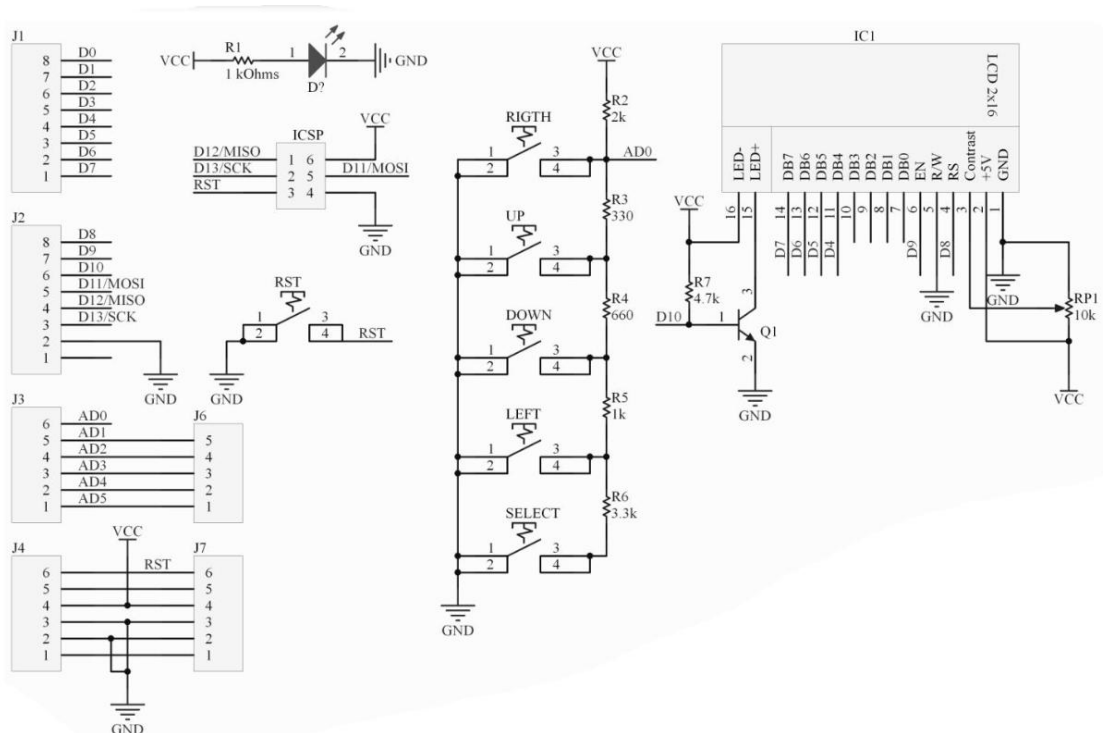 J1
8 D0
7 D1
6 D2
5 D3
4 D4
3 D5
2 D6
1 D7
VCC
R1
1 kOhms
1
D?
2
GND
ICSP
VCC
D12/MISO 1 6
D13/SCK 2 5 D11/MOSI
RST 3 4
GND
J2
8 D8
7 D9
6 D10
5 D11/MOSI
4 D12/MISO
3 D13/SCK
2
1
GND
RST
1 3
2 4 RST
GND
J3
6 AD0
5 AD1
4 AD2
3 AD3
2 AD4
1 AD5
J6
5
4
3
2
1
VCC
J4
6 RST
5
4
3
2
1
J7
6
5
4
3
2
1
GND
VCC
R2
2k
RIGTH
1 3
2 4
AD0
R3
330
UP
1 3
2 4
R4
660
DOWN
1 3
2 4
R5
1k
LEFT
1 3
2 4
R6
3.3k
SELECT
1 3
2 4
GND
IC1
LCD 2x16
LED-
LED+
DB7
DB6
DB5
DB4
DB3
DB2
DB1
DB0
EN
R/W
RS
Contrast
+5V
GND
16
15
14
13
12
11
10
9
8
7
6
5
4
3
2
1
D7
D6
D5
D4
D9
D8
VCC
R7
4.7k
D10
1
3
Q1
2
GND
GND
GND
RP1
10k
VCC